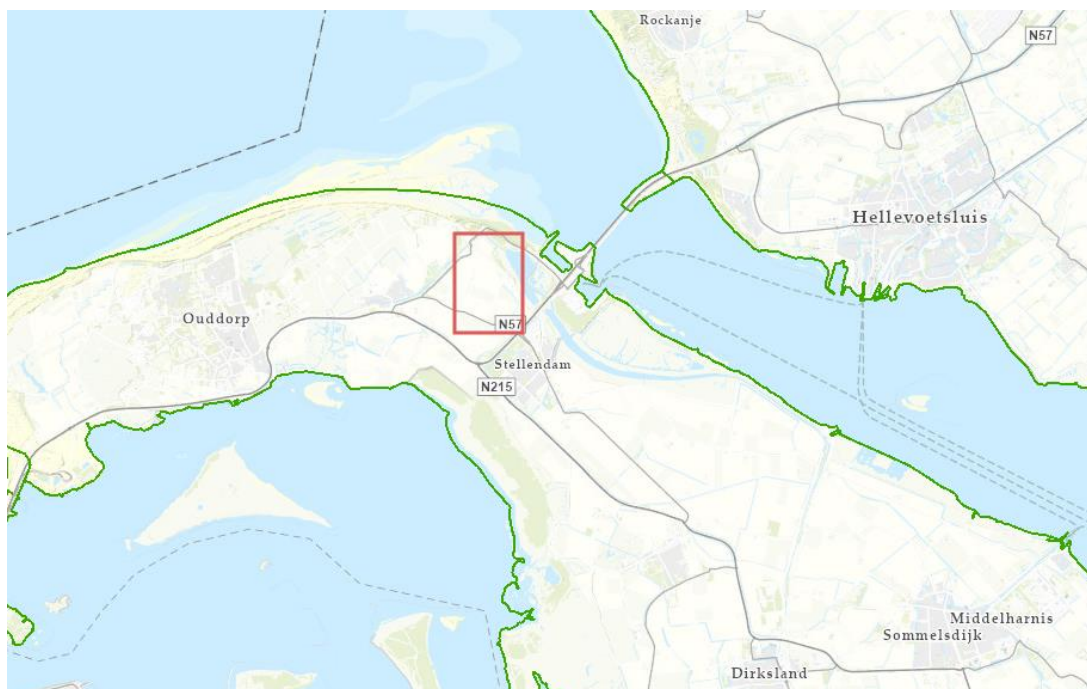 Rockanje
N57
Hellevoetsluis
Ouddorp
N57
Stellendam
N215
Middelharnis
Sommelsdijk
Dirksland